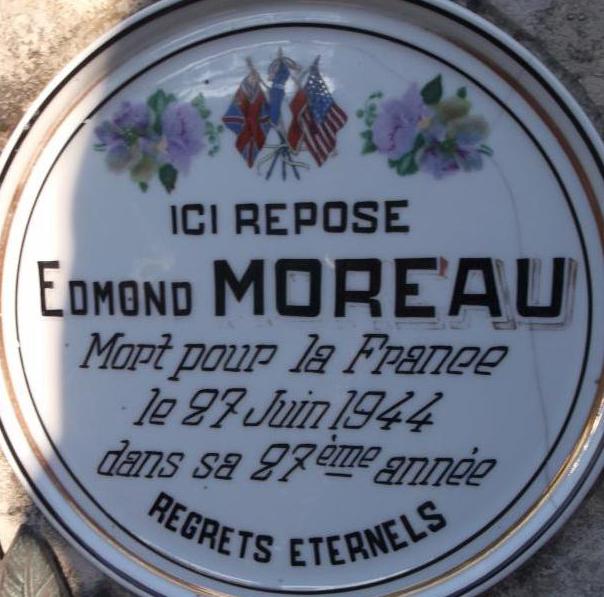 ICI REPOSE
EDMOND MOREAU
Mort pour la France
le 27 Juin 1944
dans sa 27ème année
REGRETS ETERNELS